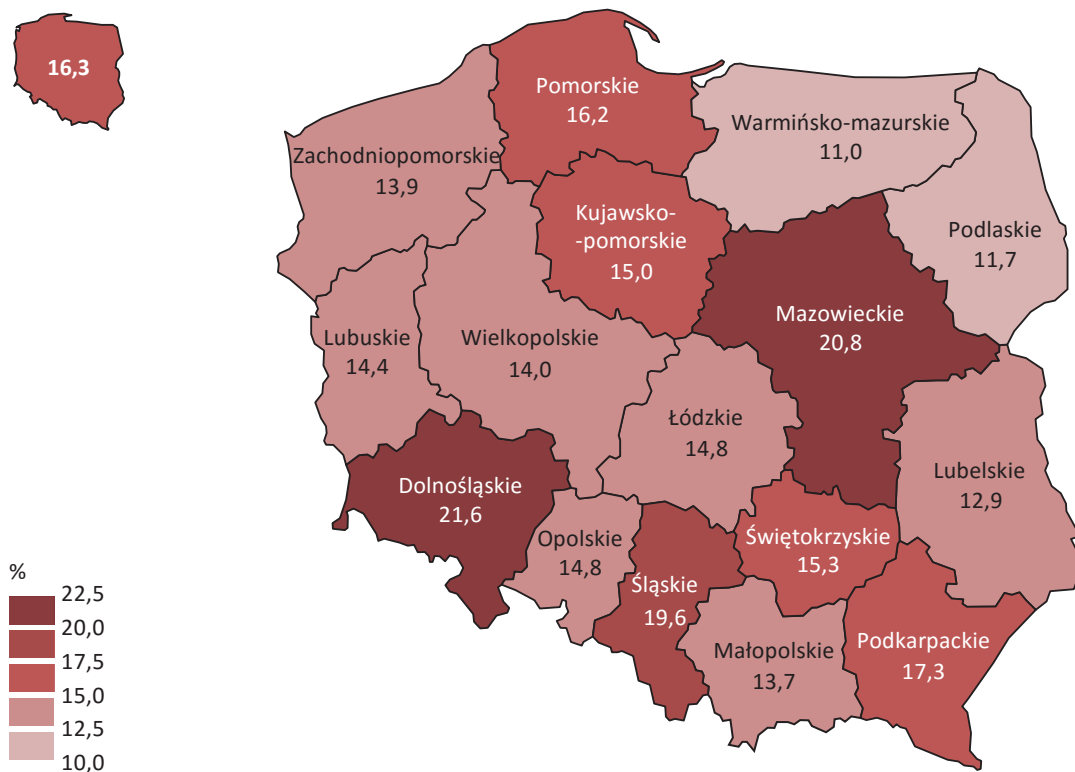 16,3
Pomorskie
16,2
Warmińsko-mazurskie
11,0
Zachodniopomorskie
13,9
Kujawsko-
-pomorskie
15,0
Podlaskie
11,7
Mazowieckie
20,8
Lubuskie
14,4
Wielkopolskie
14,0
Łódzkie
14,8
Lubelskie
12,9
Dolnośląskie
21,6
Opolskie
14,8
Śląskie
19,6
Świętokrzyskie
15,3
Małopolskie
13,7
Podkarpackie
17,3
%
22,5
20,0
17,5
15,0
12,5
10,0